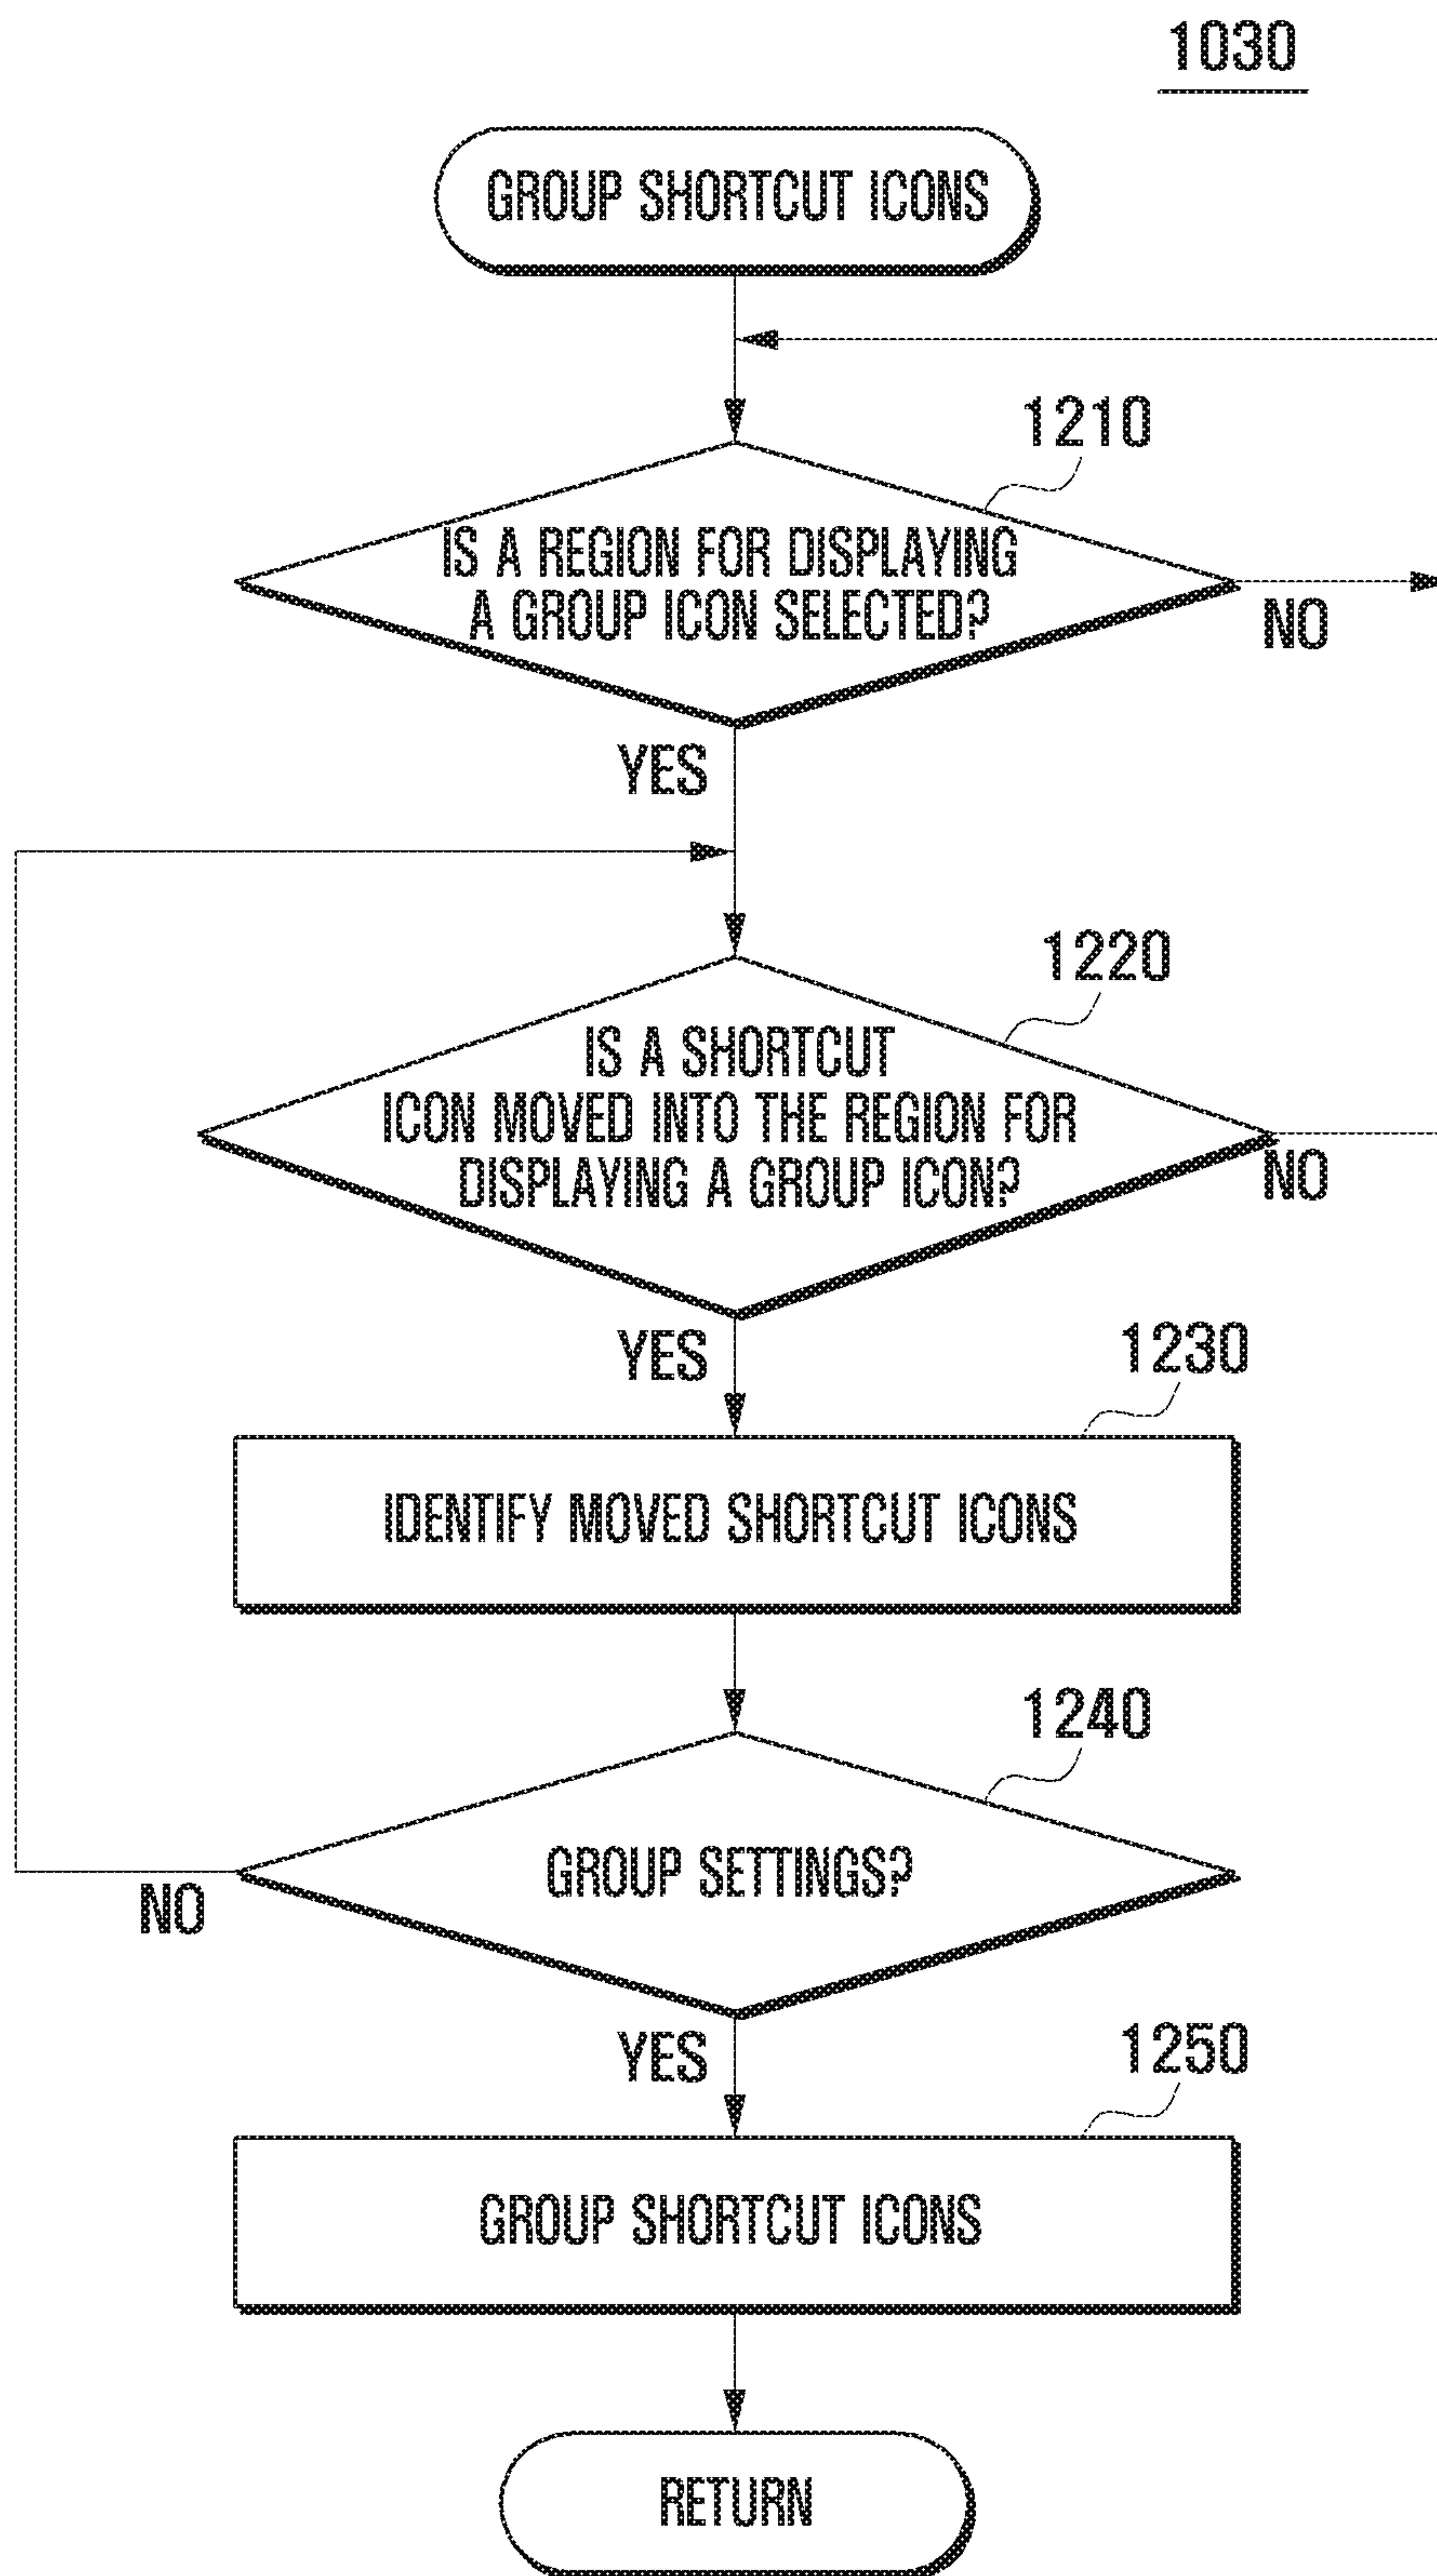 1030
GROUP SHORTCUT ICONS
1210
IS A REGION FOR DISPLAYING
A GROUP ICON SELECTED?
NO
YES
1220
IS A SHORTCUT
ICON MOVED INTO THE REGION FOR
DISPLAYING A GROUP ICON?
NO
YES
1230
IDENTIFY MOVED SHORTCUT ICONS
1240
GROUP SETTINGS?
NO
YES
1250
GROUP SHORTCUT ICONS
RETURN